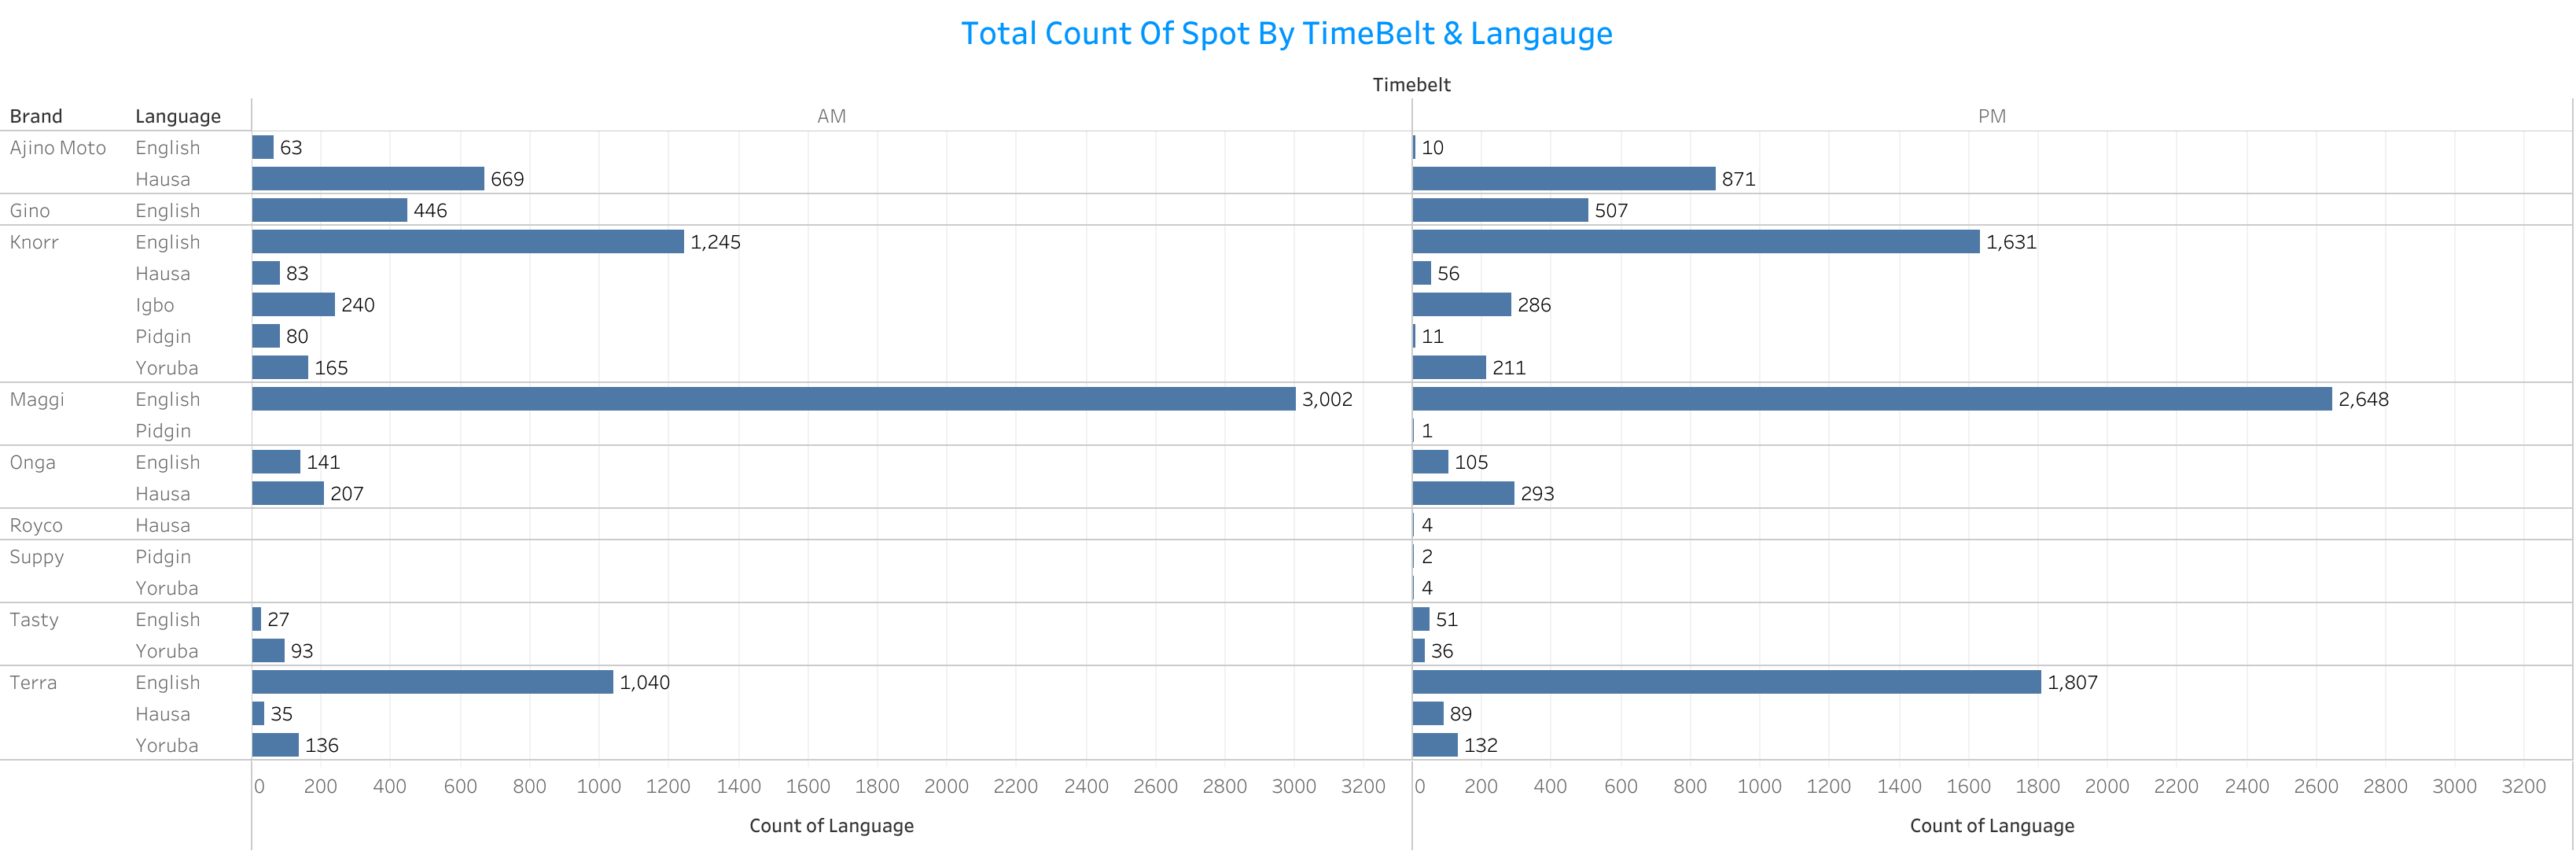 Total Count Of Spot By TimeBelt & Langauge
Timebelt
Brand Language AM PM
Ajino Moto English 63 10
Hausa 669 871
Gino English 446 507
Knorr English 1,245 1,631
Hausa 83 56
Igbo 240 286
Pidgin 80 11
Yoruba 165 211
Maggi English 3,002 2,648
Pidgin 1
Onga English 141 105
Hausa 207 293
Royco Hausa 4
Suppy Pidgin 2
Yoruba 4
Tasty English 27 51
Yoruba 93 36
Terra English 1,040 1,807
Hausa 35 89
Yoruba 136 132
0 200 400 600 800 1000 1200 1400 1600 1800 2000 2200 2400 2600 2800 3000 3200 0 200 400 600 800 1000 1200 1400 1600 1800 2000 2200 2400 2600 2800 3000 3200
Count of Language Count of Language